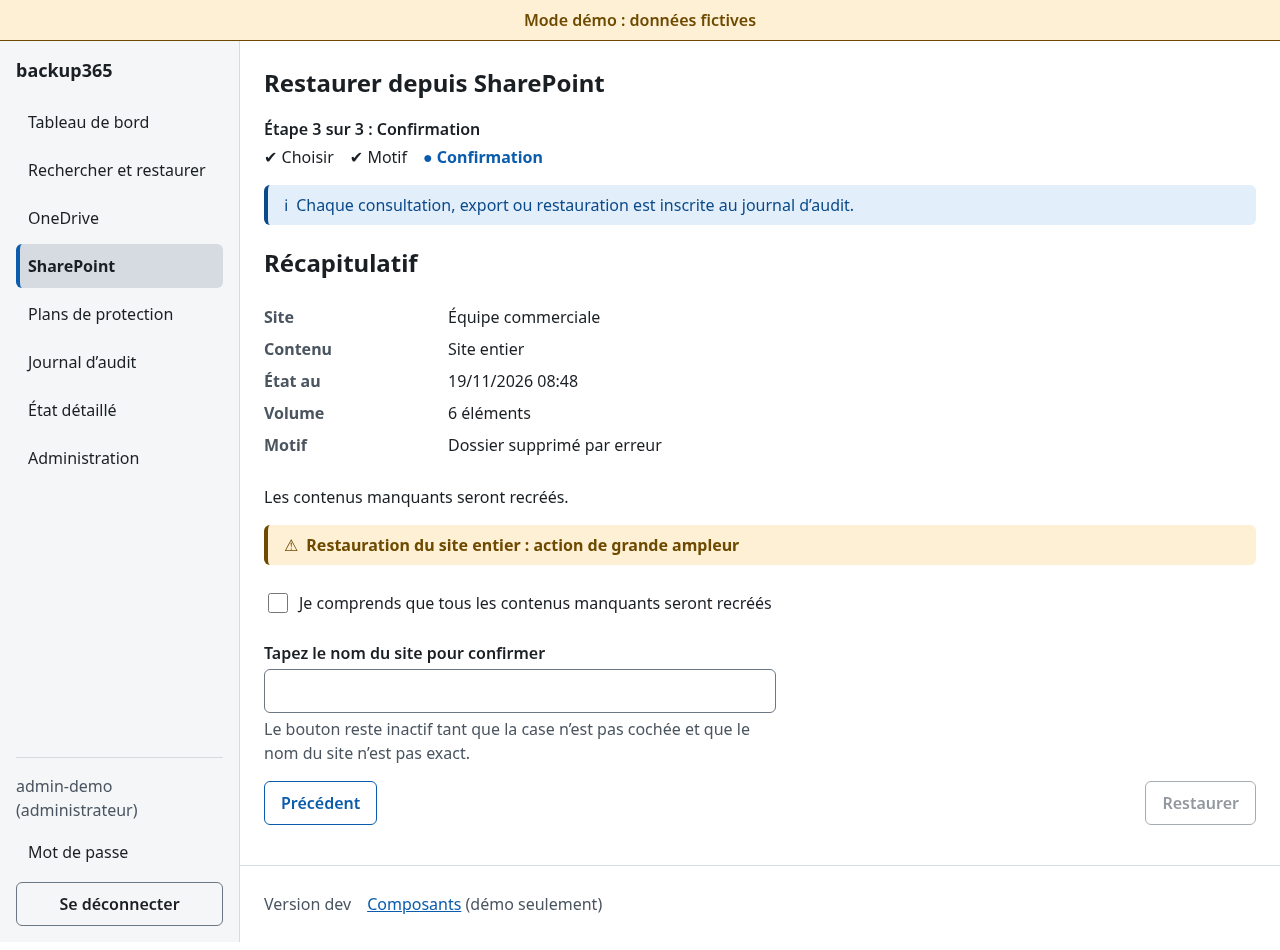 Mode démo : données fictives
backup365
Tableau de bord
Rechercher et restaurer
OneDrive
SharePoint
Plans de protection
Journal d’audit
État détaillé
Administration
admin-demo
(administrateur)
Mot de passe
Se déconnecter
Restaurer depuis SharePoint
Étape 3 sur 3 : Confirmation
✔ Choisir ✔ Motif ● Confirmation
i Chaque consultation, export ou restauration est inscrite au journal d’audit.
Récapitulatif
Site Équipe commerciale
Contenu Site entier
État au 19/11/2026 08:48
Volume 6 éléments
Motif Dossier supprimé par erreur
Les contenus manquants seront recréés.
⚠ Restauration du site entier : action de grande ampleur
Je comprends que tous les contenus manquants seront recréés
Tapez le nom du site pour confirmer
Le bouton reste inactif tant que la case n’est pas cochée et que le
nom du site n’est pas exact.
Précédent
Restaurer
Version dev Composants (démo seulement)